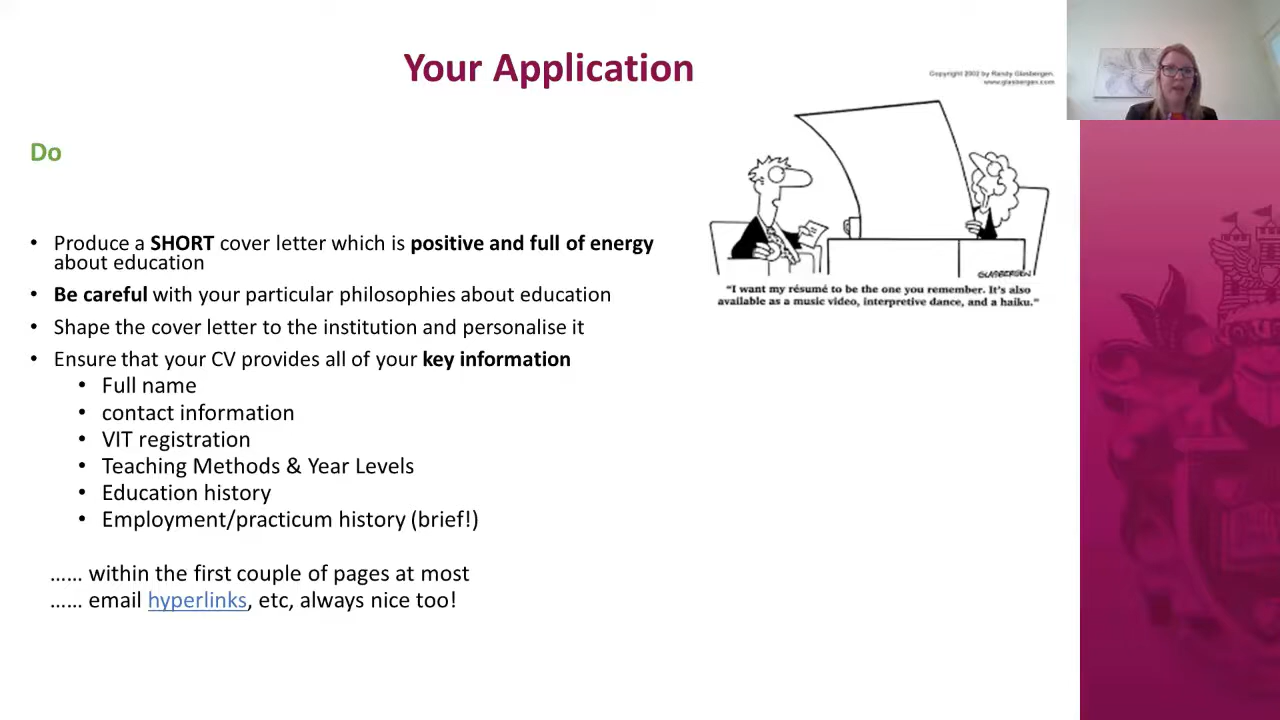 Your Application
Copyright 2002 by Randy Glasbergen.
www.glasbergen.com
Do
• Produce a SHORT cover letter which is positive and full of energy
about education
• Be careful with your particular philosophies about education
• Shape the cover letter to the institution and personalise it
• Ensure that your CV provides all of your key information
• Full name
• contact information
• VIT registration
• Teaching Methods & Year Levels
• Education history
• Employment/practicum history (brief!)
…… within the first couple of pages at most
…… email hyperlinks, etc, always nice too!
GLASBERGEN
“I want my résumé to be the one you remember. It's also
available as a music video, interpretive dance, and a haiku.”